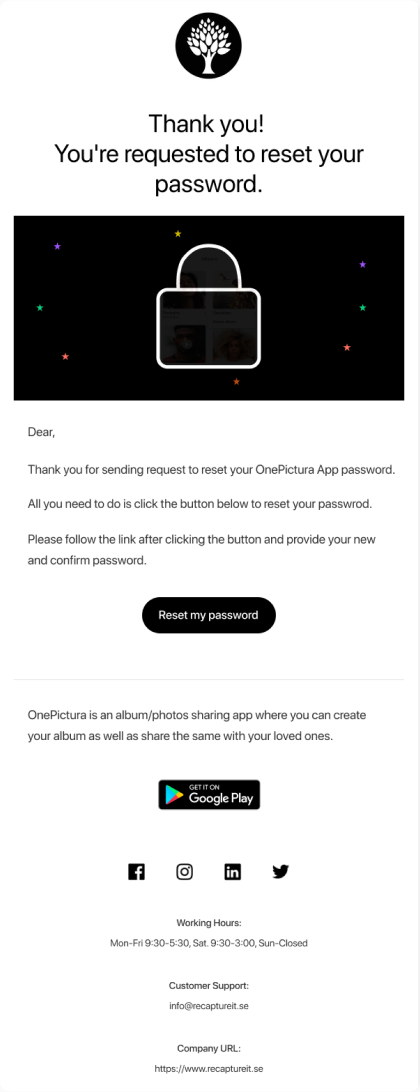 Thank you!
You're requested to reset your
password.
Dear,
Thank you for sending request to reset your OnePictura App password.
All you need to do is click the button below to reset your passwrod.
Please follow the link after clicking the button and provide your new
and confirm password.
Reset my password
OnePictura is an album/photos sharing app where you can create
your album as well as share the same with your loved ones.
GET IT ON
Google Play
Working Hours:
Mon-Fri 9:30-5:30, Sat. 9:30-3:00, Sun-Closed
Customer Support:
info@recaptureit.se
Company URL:
https://www.recaptureit.se